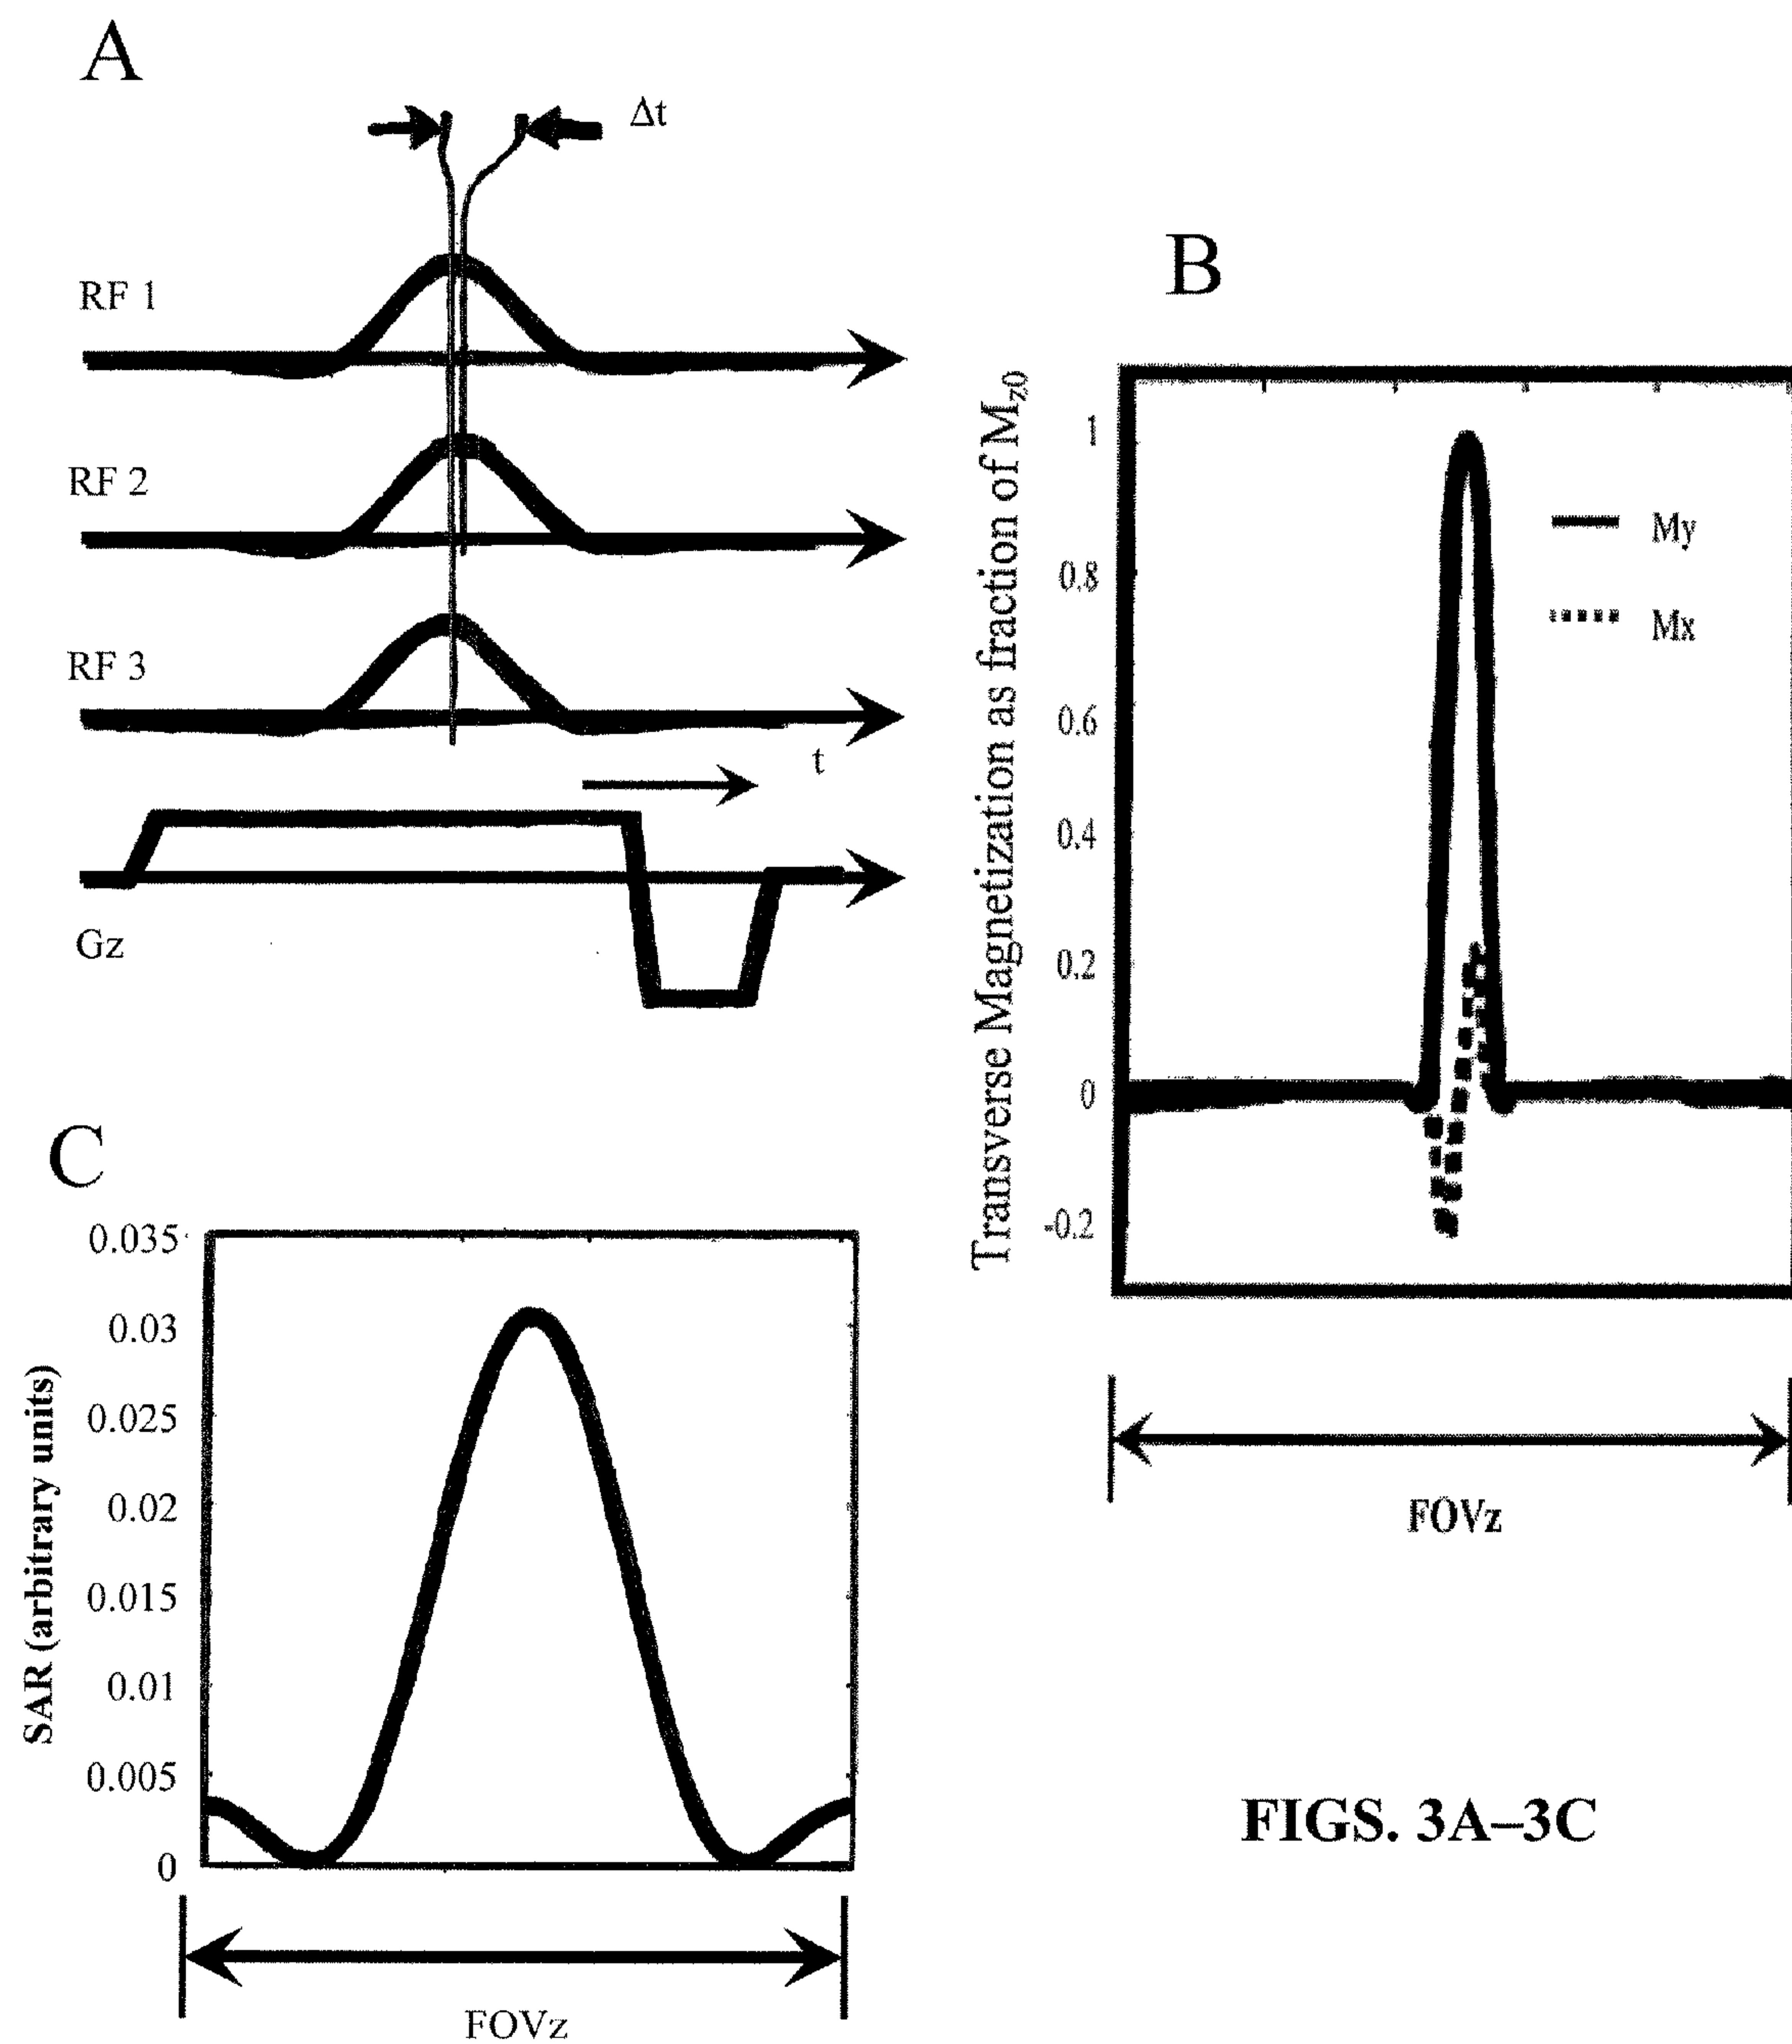 A
Δt
RF 1
RF 2
RF 3
t
Gz
B
Transverse Magnetization as fraction of M_z0
1
0.8
0.6
0.4
0.2
0
-0.2
My
Mx
FOVz
C
SAR (arbitrary units)
0.035
0.03
0.025
0.02
0.015
0.01
0.005
0
FOVz
FIGS. 3A–3C